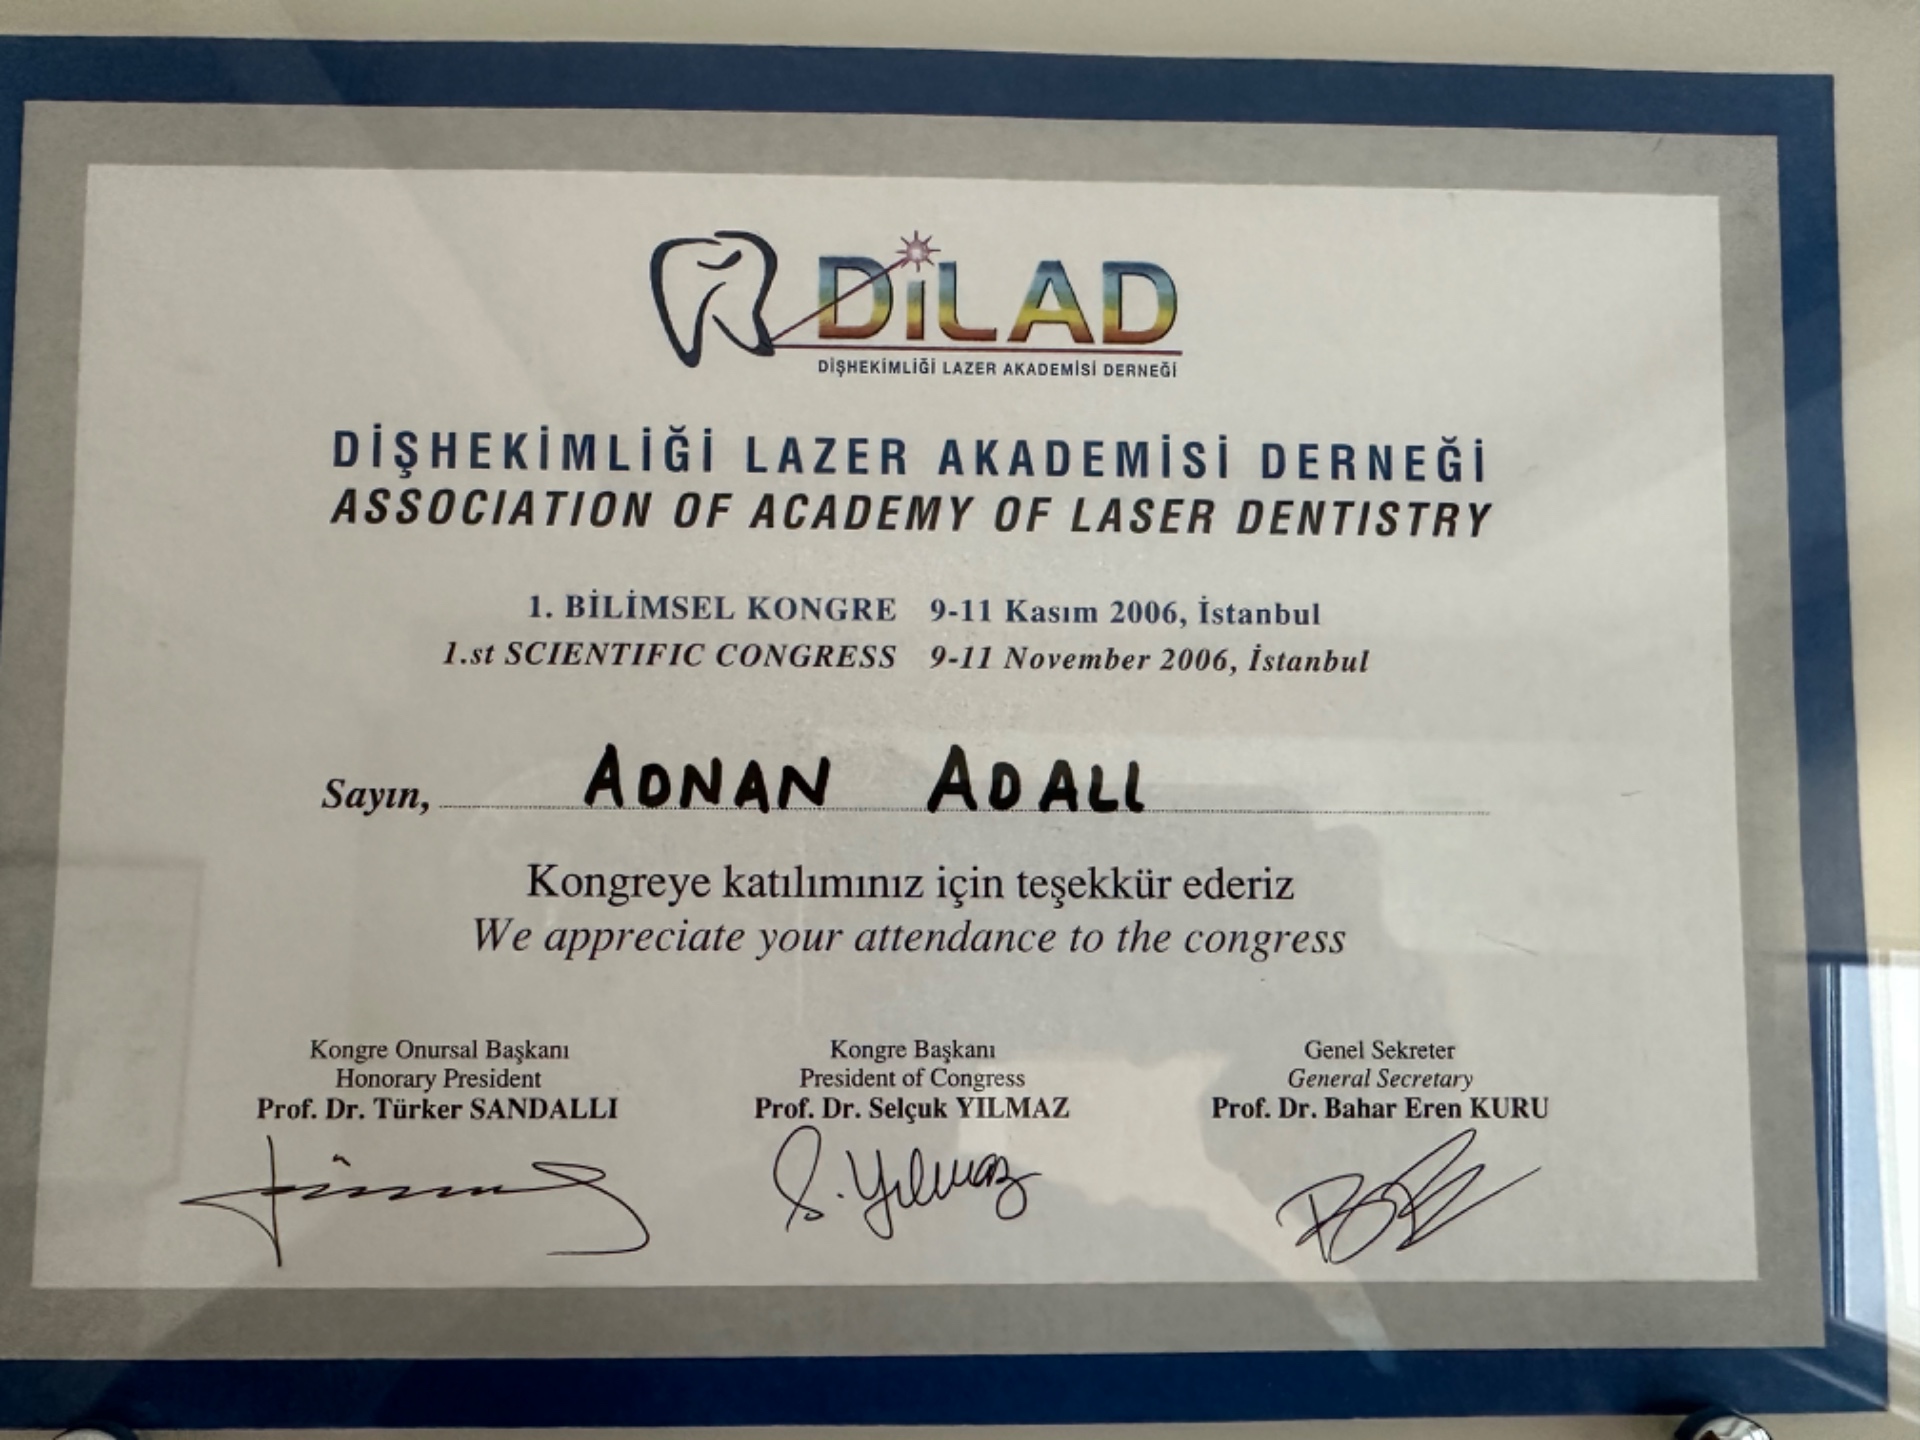 DİLAD
DİŞHEKİMLİĞİ LAZER AKADEMİSİ DERNEĞİ
DİŞHEKİMLİĞİ LAZER AKADEMİSİ DERNEĞİ
ASSOCIATION OF ACADEMY OF LASER DENTISTRY
1. BİLİMSEL KONGRE 9-11 Kasım 2006, İstanbul
1.st SCIENTIFIC CONGRESS 9-11 November 2006, İstanbul
Sayın, ADNAN ADALI
Kongreye katılımınız için teşekkür ederiz
We appreciate your attendance to the congress
Kongre Onursal Başkanı
Honorary President
Prof. Dr. Türker SANDALLI
Kongre Başkanı
President of Congress
Prof. Dr. Selçuk YILMAZ
S. Yılmaz
Genel Sekreter
General Secretary
Prof. Dr. Bahar Eren KURU